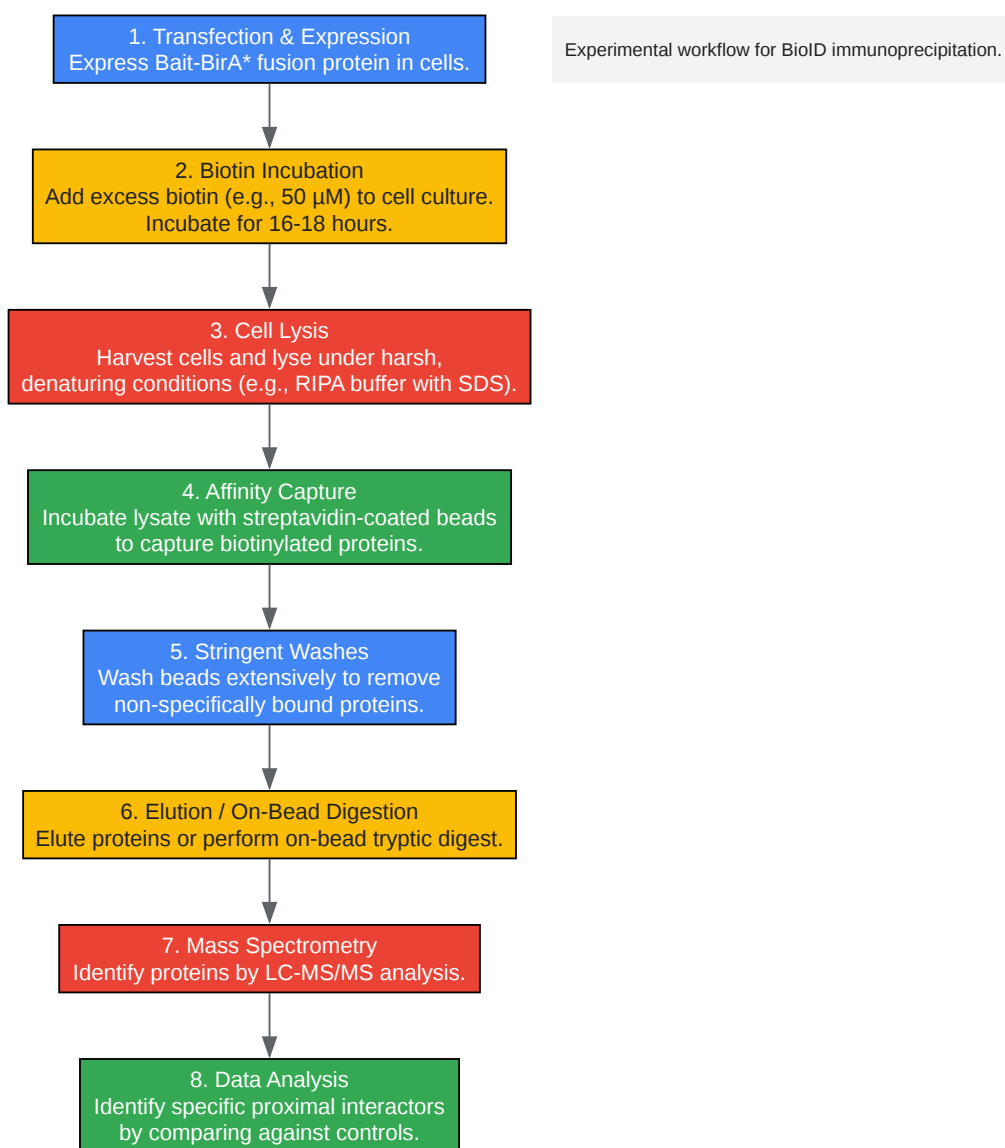 1. Transfection & Expression
Express Bait-BirA* fusion protein in cells.
Experimental workflow for BioID immunoprecipitation.
2. Biotin Incubation
Add excess biotin (e.g., 50 µM) to cell culture.
Incubate for 16-18 hours.
3. Cell Lysis
Harvest cells and lyse under harsh,
denaturing conditions (e.g., RIPA buffer with SDS).
4. Affinity Capture
Incubate lysate with streptavidin-coated beads
to capture biotinylated proteins.
5. Stringent Washes
Wash beads extensively to remove
non-specifically bound proteins.
6. Elution / On-Bead Digestion
Elute proteins or perform on-bead tryptic digest.
7. Mass Spectrometry
Identify proteins by LC-MS/MS analysis.
8. Data Analysis
Identify specific proximal interactors
by comparing against controls.